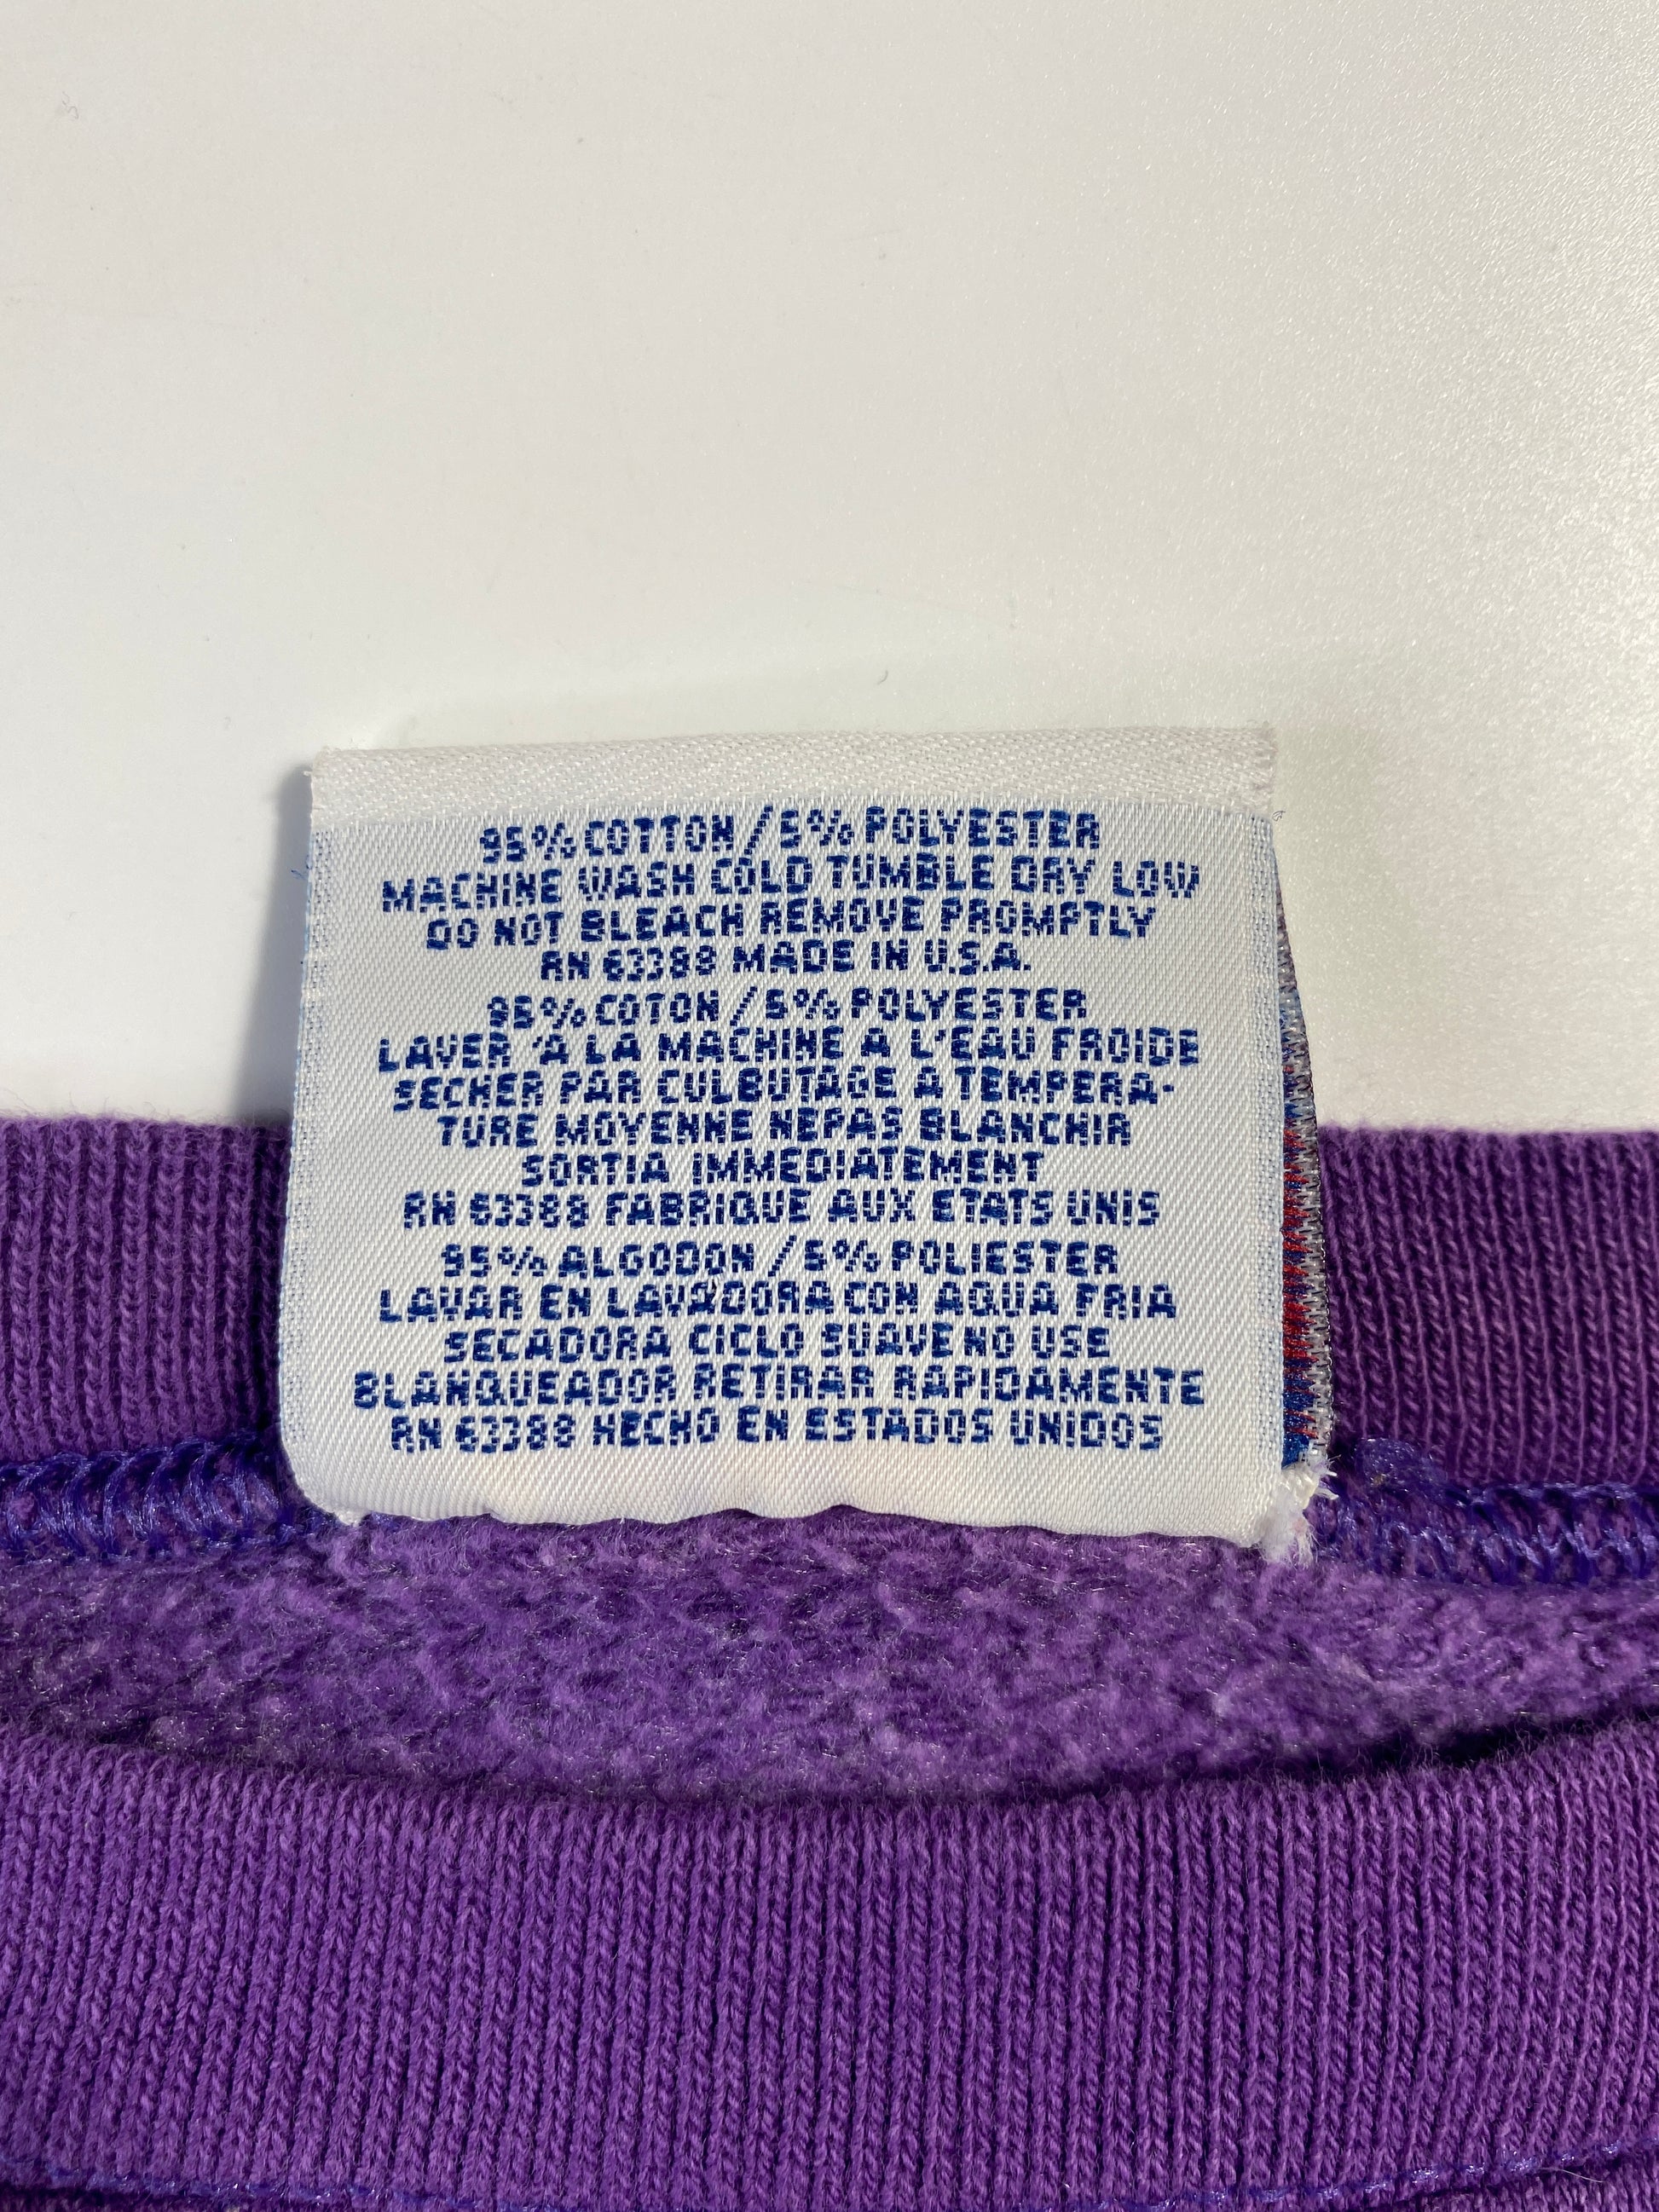 95% COTTON / 5% POLYESTER
MACHINE WASH COLD TUMBLE DRY LOW
DO NOT BLEACH REMOVE PROMPTLY
RN 63388 MADE IN U.S.A.
95% COTON / 5% POLYESTER
LAVER 'A LA MACHINE A L'EAU FROIDE
SECHER PAR CULBUTAGE A TEMPERA-
TURE MOYENNE NEPAS BLANCHIR
SORTIA IMMEDIATEMENT
RN 63388 FABRIQUE AUX ETATS UNIS
95% ALGODON / 5% POLIESTER
LAVAR EN LAVADORA CON AQUA FRIA
SECADORA CICLO SUAVE NO USE
BLANQUEADOR RETIRAR RAPIDAMENTE
RN 63388 HECHO EN ESTADOS UNIDOS